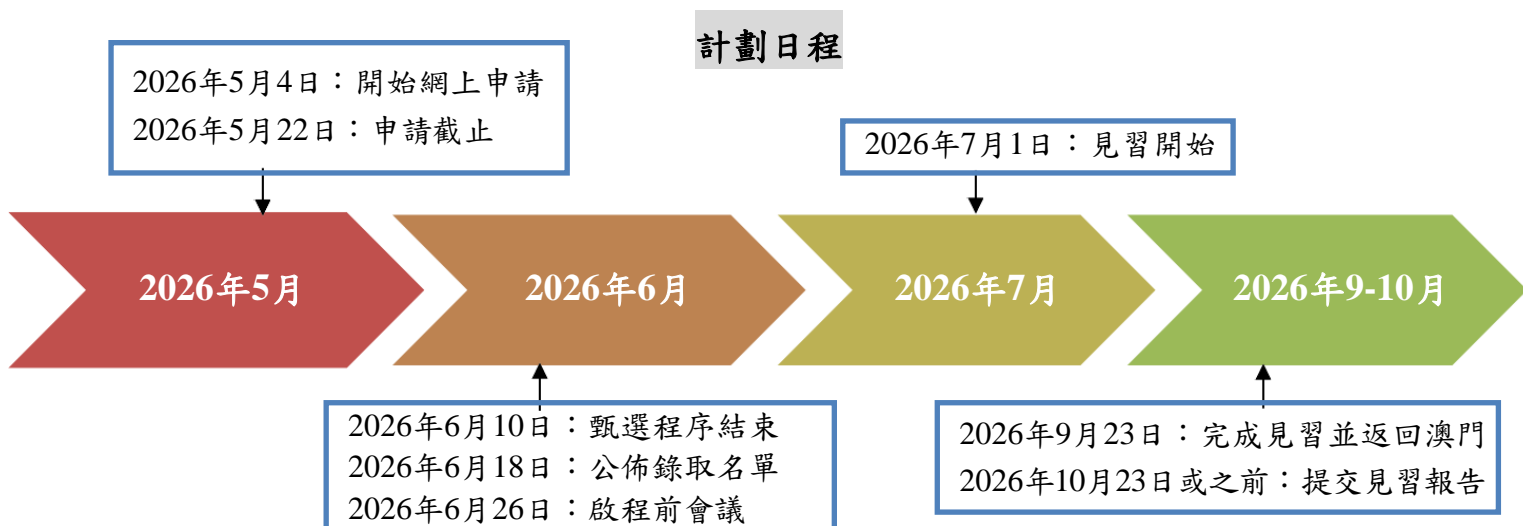 計劃日程
2026年5月4日：開始網上申請
2026年5月22日：申請截止
2026年7月1日：見習開始
2026年5月
2026年6月
2026年7月
2026年9-10月
2026年6月10日：甄選程序結束
2026年6月18日：公佈錄取名單
2026年6月26日：啟程前會議
2026年9月23日：完成見習並返回澳門
2026年10月23日或之前：提交見習報告